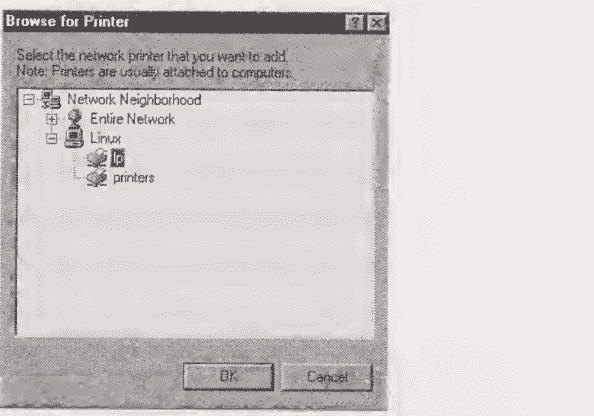 Browse for Printer
Select the network printer that you want to add.
Note: Printers are usually attached to computers.
Network Neighborhood
Entire Network
Linux
lp
printers
OK
Cancel